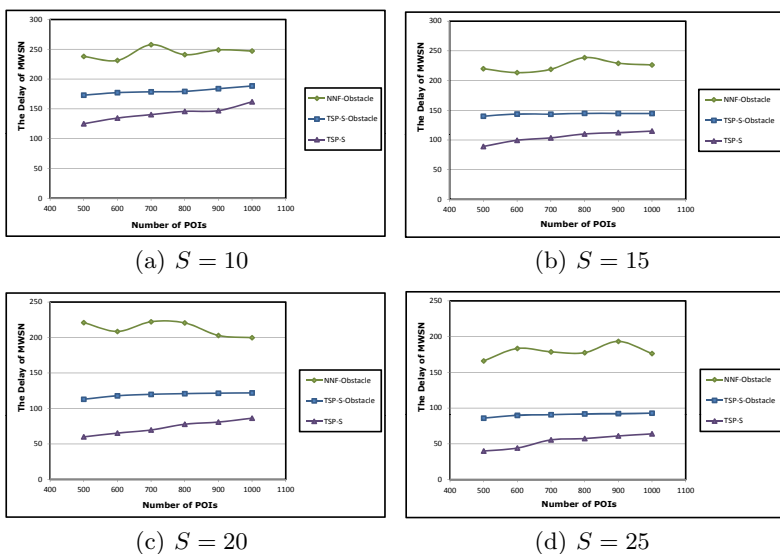 The Delay of MWSN
300
250
200
150
100
50
0
400 500 600 700 800 900 1000 1100
Number of POIs
NNF-Obstacle
TSP-S-Obstacle
TSP-S
(a) S = 10
The Delay of MWSN
300
250
200
150
100
50
0
400 500 600 700 800 900 1000 1100
Number of POIs
NNF-Obstacle
TSP-S-Obstacle
TSP-S
(b) S = 15
The Delay of MWSN
250
200
150
100
50
0
400 500 600 700 800 900 1000 1100
Number of POIs
NNF-Obstacle
TSP-S-Obstacle
TSP-S
(c) S = 20
The Delay of MWSN
250
200
150
100
50
0
400 500 600 700 800 900 1000 1100
Number of POIs
NNF-Obstacle
TSP-S-Obstacle
TSP-S
(d) S = 25